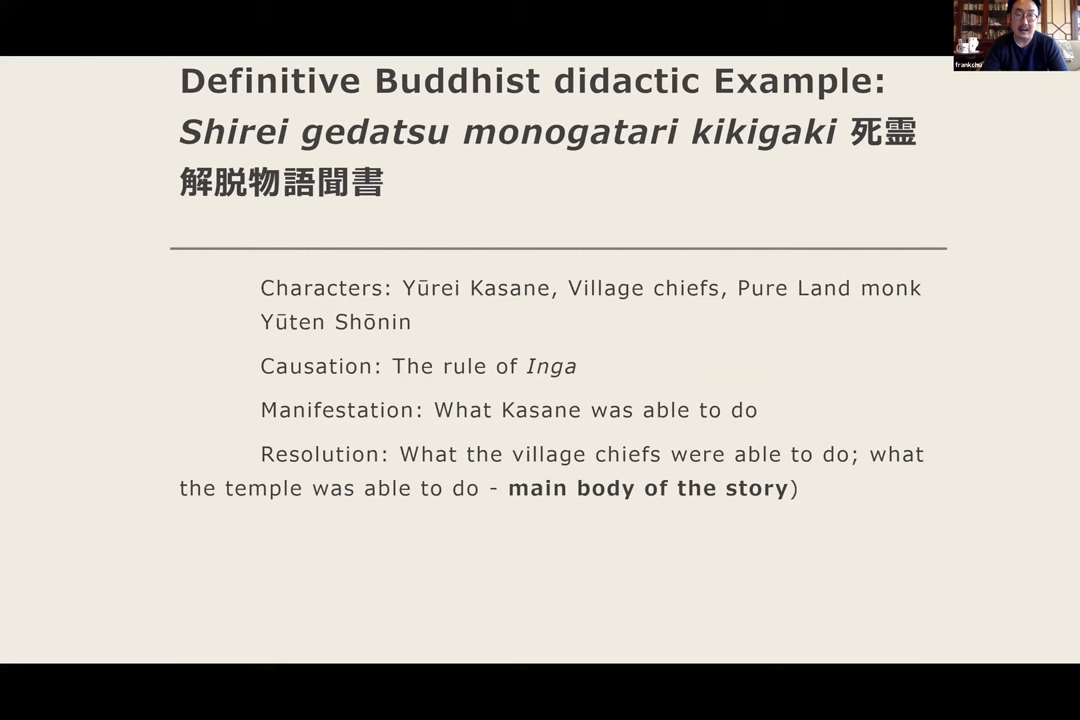 Definitive Buddhist didactic Example:
Shirei gedatsu monogatari kikigaki 死霊
解脱物語聞書
Characters: Yūrei Kasane, Village chiefs, Pure Land monk
Yūten Shōnin
Causation: The rule of Inga
Manifestation: What Kasane was able to do
Resolution: What the village chiefs were able to do; what
the temple was able to do - main body of the story)